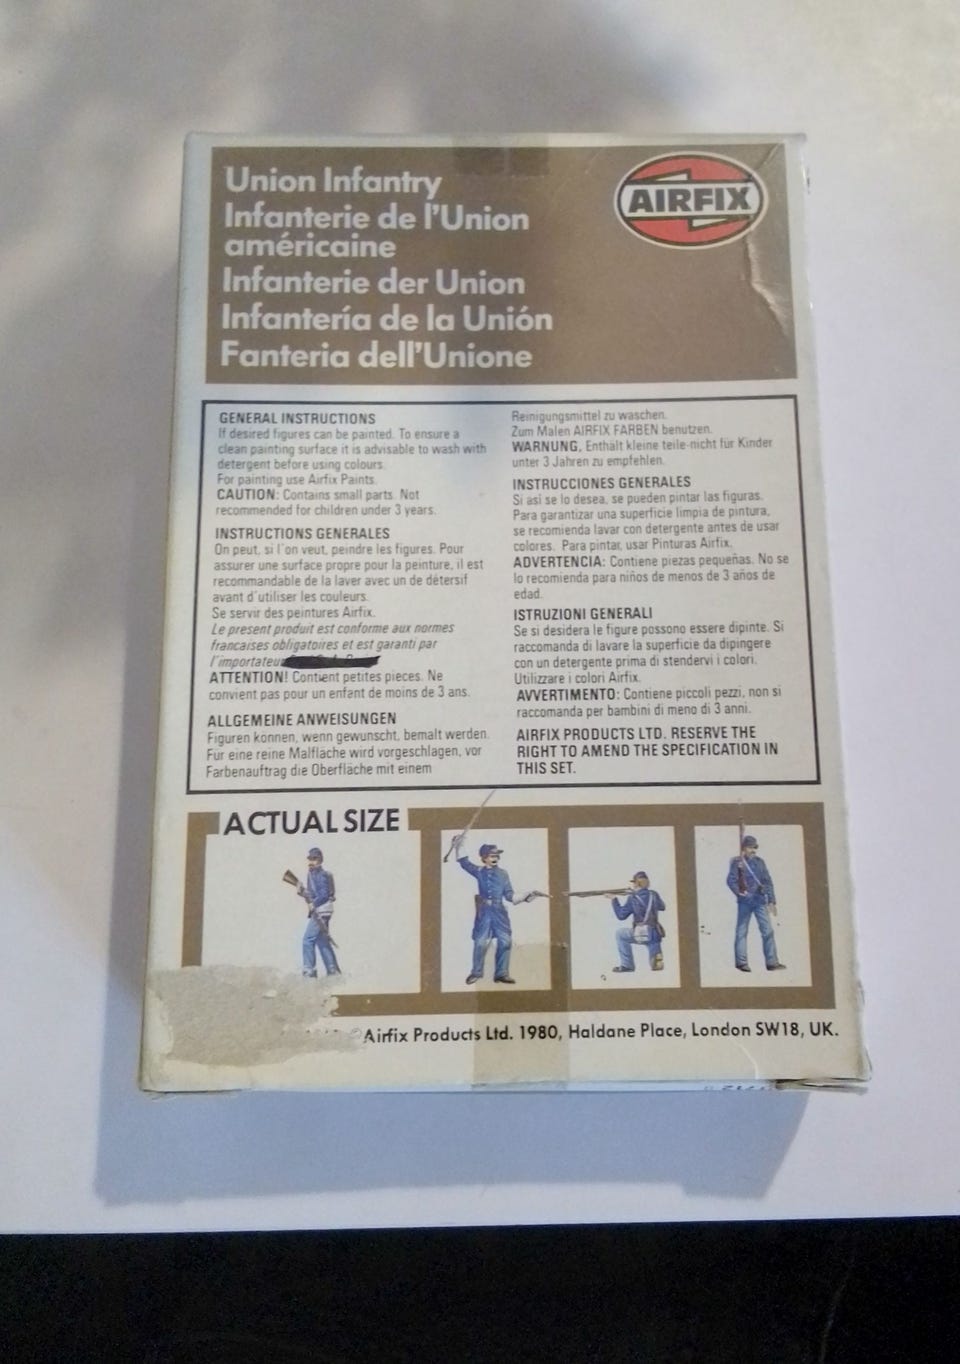 Union Infantry
Infanterie de l'Union
américaine
Infanterie der Union
Infantería de la Unión
Fanteria dell'Unione
AIRFIX
GENERAL INSTRUCTIONS
If desired figures can be painted. To ensure a
clean painting surface it is advisable to wash with
detergent before using colours.
For painting use Airfix Paints.
CAUTION: Contains small parts. Not
recommended for children under 3 years.
INSTRUCTIONS GENERALES
On peut, si l'on veut, peindre les figures. Pour
assurer une surface propre pour la peinture, il est
recommandable de la laver avec un de détersif
avant d'utiliser les couleurs.
Se servir des peintures Airfix.
Le present produit est conforme aux normes
francaises obligatoires et est garanti par
l'importateur
ATTENTION! Contient petites pieces. Ne
convient pas pour un enfant de moins de 3 ans.
ALLGEMEINE ANWEISUNGEN
Figuren können, wenn gewunscht, bemalt werden.
Für eine reine Malfläche wird vorgeschlagen, vor
Farbenauftrag die Oberfläche mit einem
Reinigungsmittel zu waschen.
Zum Malen AIRFIX FARBEN benutzen.
WARNUNG, Enthält kleine teile-nicht für Kinder
unter 3 Jahren zu empfehlen.
INSTRUCCIONES GENERALES
Si asi se lo desea, se pueden pintar las figuras.
Para garantizar una superficie limpia de pintura,
se recomienda lavar con detergente antes de usar
colores. Para pintar, usar Pinturas Airfix.
ADVERTENCIA: Contiene piezas pequeñas. No se
lo recomienda para niños de menos de 3 años de
edad.
ISTRUZIONI GENERALI
Se si desidera le figure possono essere dipinte. Si
raccomanda di lavare la superficie da dipingere
con un detergente prima di stendervi i colori.
Utilizzare i colori Airfix.
AVVERTIMENTO: Contiene piccoli pezzi, non si
raccomanda per bambini di meno di 3 anni.
AIRFIX PRODUCTS LTD. RESERVE THE
RIGHT TO AMEND THE SPECIFICATION IN
THIS SET.
ACTUAL SIZE
©Airfix Products Ltd. 1980, Haldane Place, London SW18, UK.